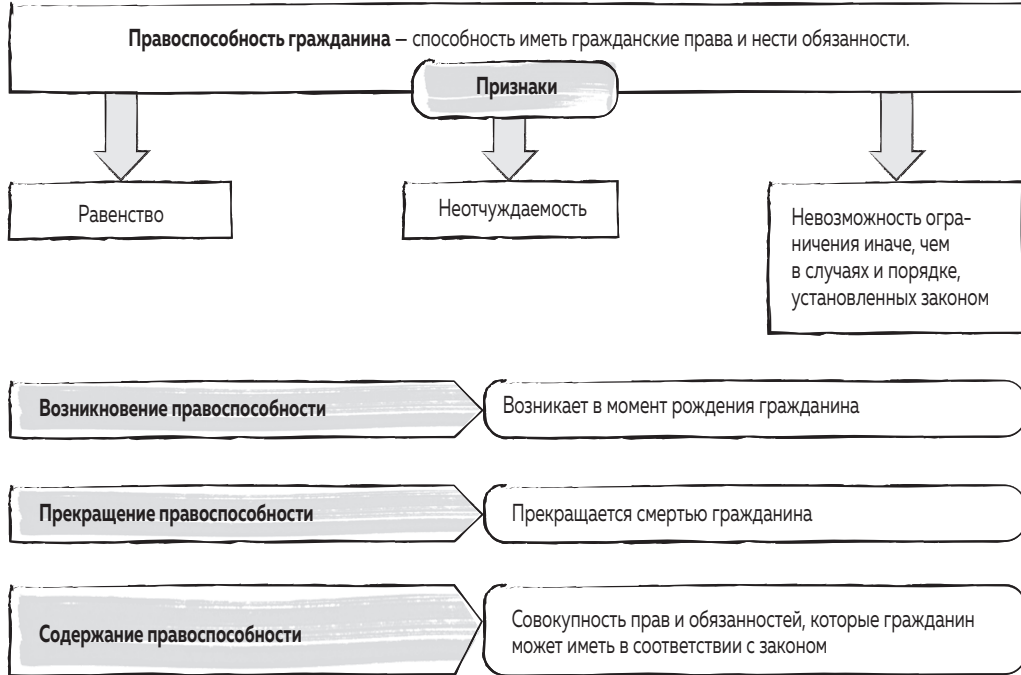 Правоспособность гражданина – способность иметь гражданские права и нести обязанности.
Признаки
Равенство
Неотчуждаемость
Невозможность огра-
ничения иначе, чем
в случаях и порядке,
установленных законом
Возникновение правоспособности
Возникает в момент рождения гражданина
Прекращение правоспособности
Прекращается смертью гражданина
Содержание правоспособности
Совокупность прав и обязанностей, которые гражданин
может иметь в соответствии с законом